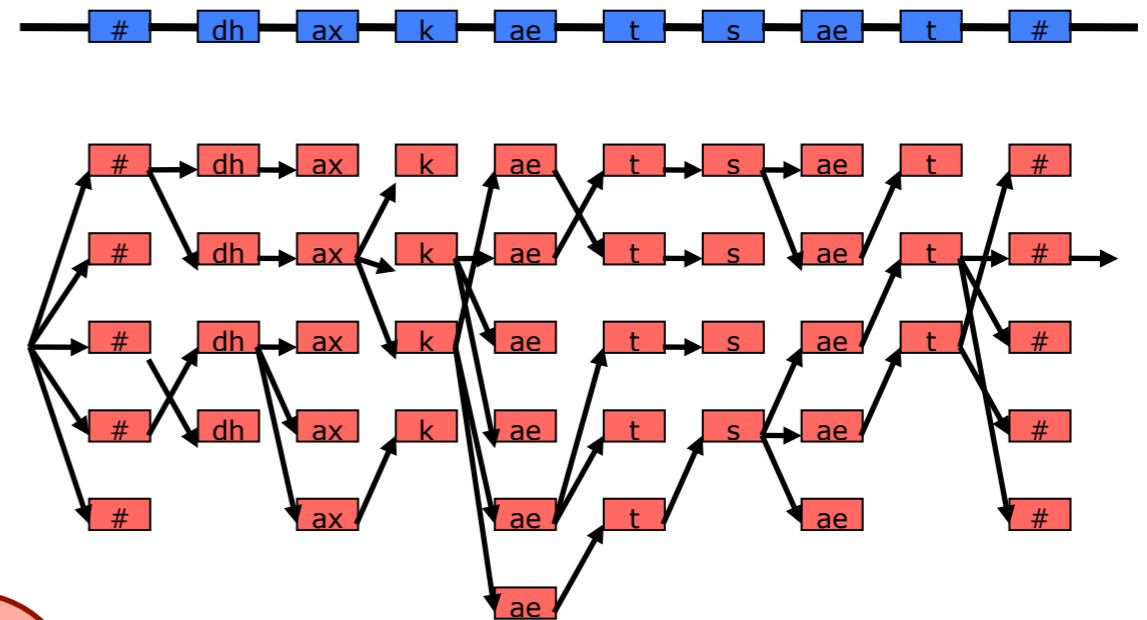 # dh ax k ae t s ae t #
# dh ax k ae t s ae t #
# dh ax k ae t s ae t #
# dh ax k ae t s ae t #
# dh ax k ae t s ae #
# ax ae t ae #
ae